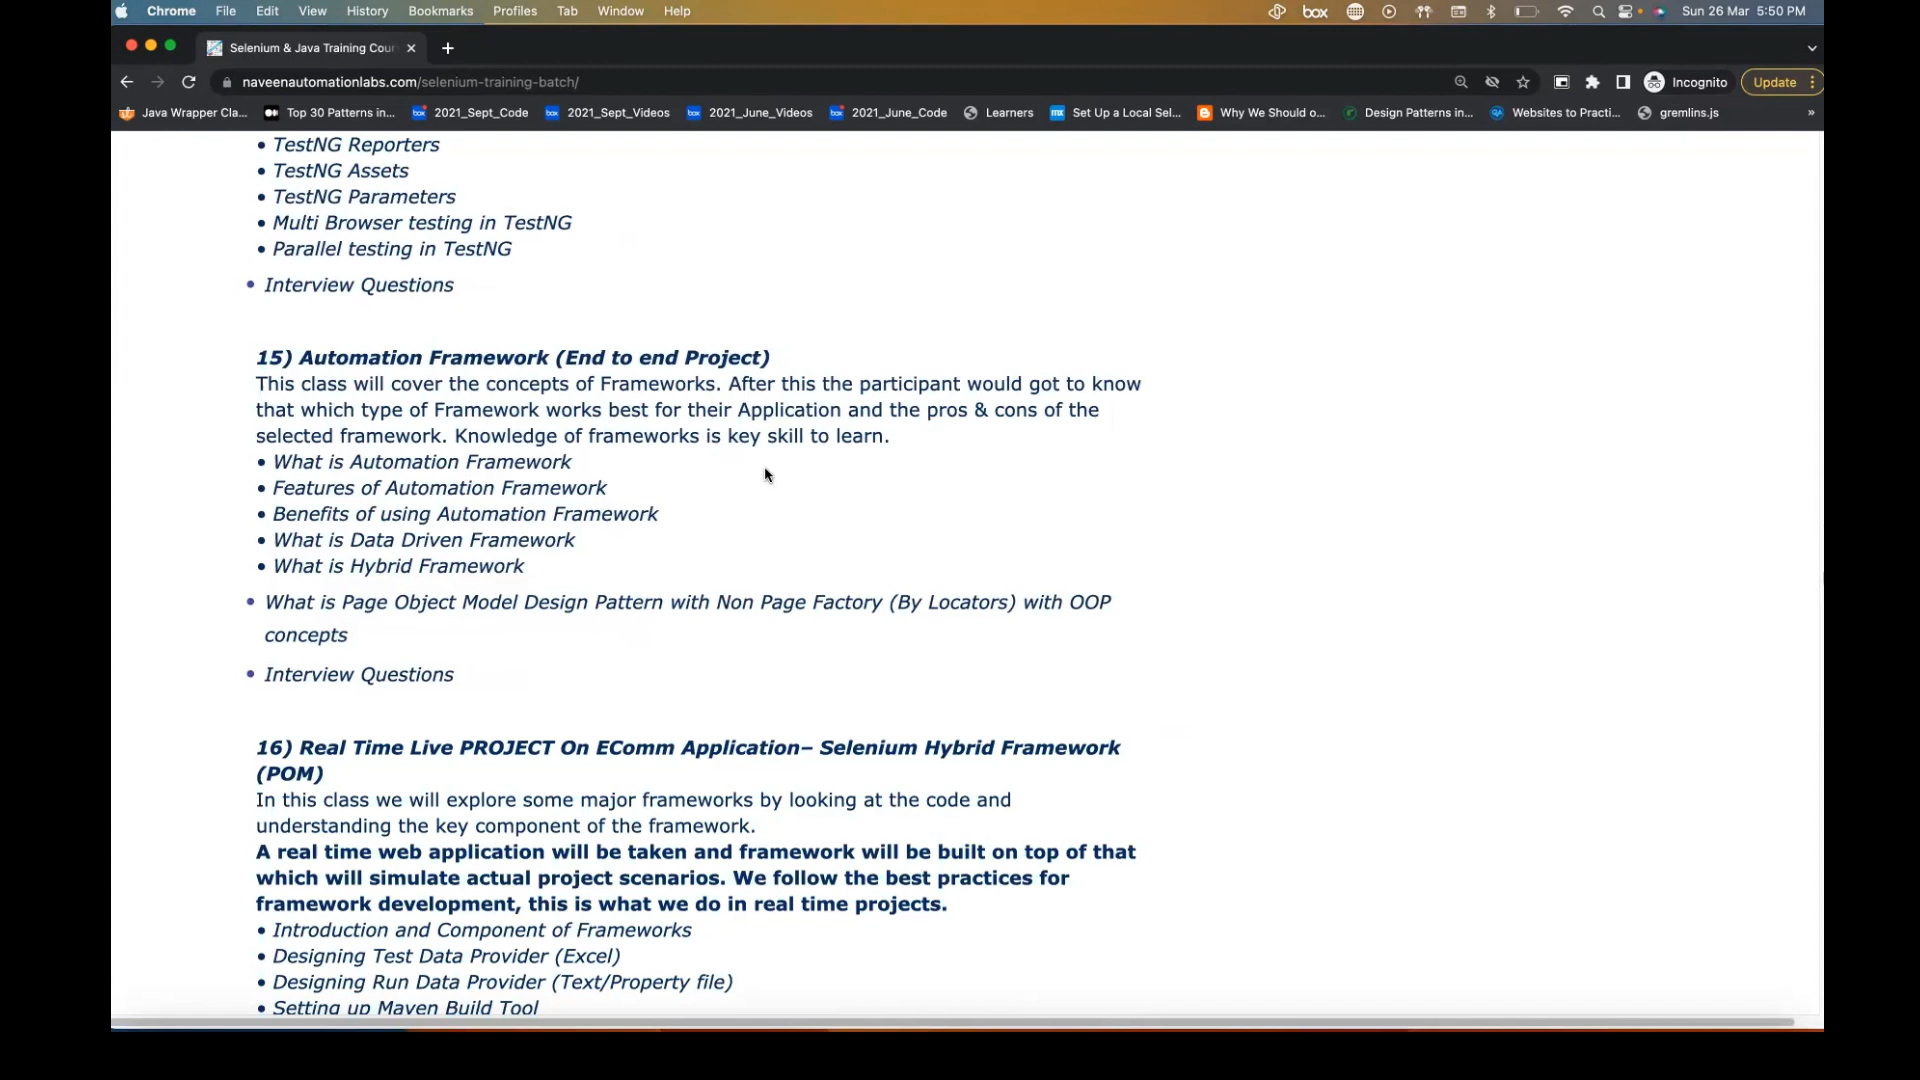 Chrome File Edit View History Bookmarks Profiles Tab Window Help box Sun 26 Mar 5:50 PM
Selenium & Java Training Cour
naveenautomationlabs.com/selenium-training-batch/ Incognito Update
Java Wrapper Cla... Top 30 Patterns in... 2021_Sept_Code 2021_Sept_Videos 2021_June_Videos 2021_June_Code Learners Set Up a Local Sel... Why We Should o... Design Patterns in... Websites to Practi... gremlins.js »
• TestNG Reporters
• TestNG Assets
• TestNG Parameters
• Multi Browser testing in TestNG
• Parallel testing in TestNG
• Interview Questions
15) Automation Framework (End to end Project)
This class will cover the concepts of Frameworks. After this the participant would got to know
that which type of Framework works best for their Application and the pros & cons of the
selected framework. Knowledge of frameworks is key skill to learn.
• What is Automation Framework
• Features of Automation Framework
• Benefits of using Automation Framework
• What is Data Driven Framework
• What is Hybrid Framework
• What is Page Object Model Design Pattern with Non Page Factory (By Locators) with OOP
concepts
• Interview Questions
16) Real Time Live PROJECT On EComm Application– Selenium Hybrid Framework
(POM)
In this class we will explore some major frameworks by looking at the code and
understanding the key component of the framework.
A real time web application will be taken and framework will be built on top of that
which will simulate actual project scenarios. We follow the best practices for
framework development, this is what we do in real time projects.
• Introduction and Component of Frameworks
• Designing Test Data Provider (Excel)
• Designing Run Data Provider (Text/Property file)
• Setting up Maven Build Tool